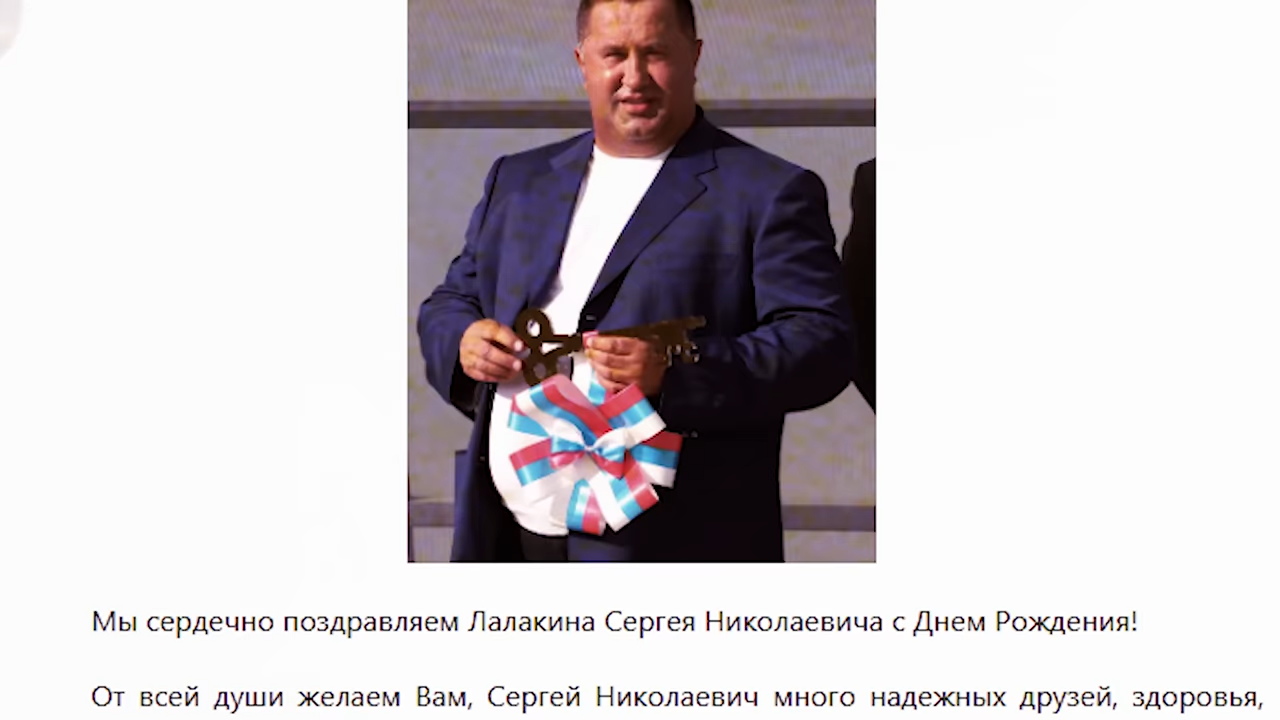 Мы сердечно поздравляем Лалакина Сергея Николаевича с Днем Рождения!
От всей души желаем Вам, Сергей Николаевич много надежных друзей, здоровья,